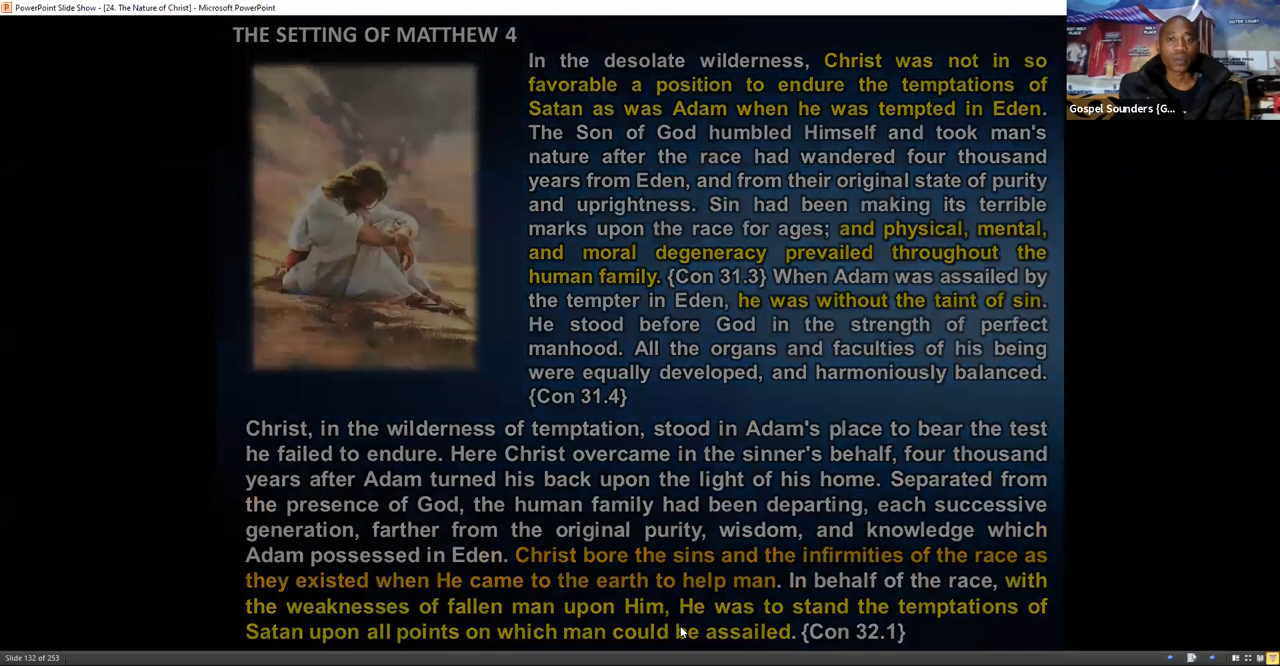 PowerPoint Slide Show - [24. The Nature of Christ] - Microsoft PowerPoint
THE SETTING OF MATTHEW 4
In the desolate wilderness, Christ was not in so
favorable a position to endure the temptations of
Satan as was Adam when he was tempted in Eden.
The Son of God humbled Himself and took man's
nature after the race had wandered four thousand
years from Eden, and from their original state of purity
and uprightness. Sin had been making its terrible
marks upon the race for ages; and physical, mental,
and moral degeneracy prevailed throughout the
human family. {Con 31.3} When Adam was assailed by
the tempter in Eden, he was without the taint of sin.
He stood before God in the strength of perfect
manhood. All the organs and faculties of his being
were equally developed, and harmoniously balanced.
{Con 31.4}
Christ, in the wilderness of temptation, stood in Adam's place to bear the test
he failed to endure. Here Christ overcame in the sinner's behalf, four thousand
years after Adam turned his back upon the light of his home. Separated from
the presence of God, the human family had been departing, each successive
generation, farther from the original purity, wisdom, and knowledge which
Adam possessed in Eden. Christ bore the sins and the infirmities of the race as
they existed when He came to the earth to help man. In behalf of the race, with
the weaknesses of fallen man upon Him, He was to stand the temptations of
Satan upon all points on which man could be assailed. {Con 32.1}
OUTER COURT
HOLY
PLACE
Gospel Sounders {G...
Slide 132 of 253